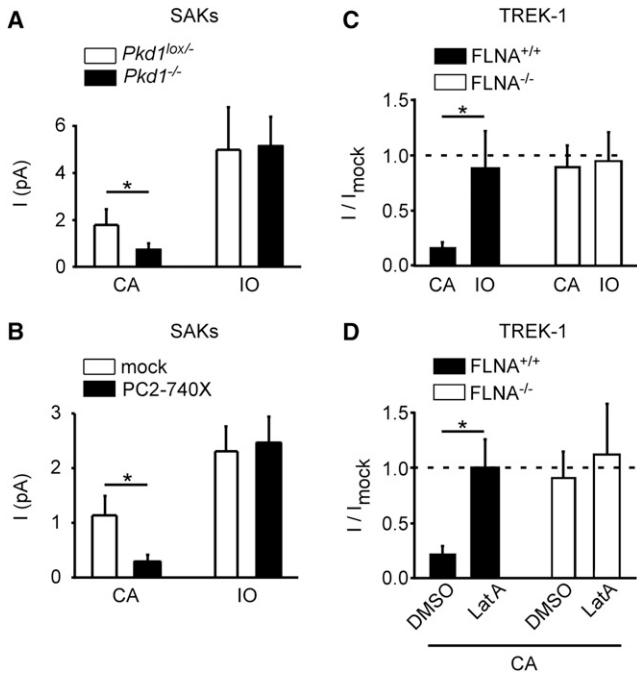 A
SAKs
Pkd1lox/-
Pkd1-/-
I (pA)
6
4
2
0
*
CA
IO
B
SAKs
mock
PC2-740X
I (pA)
3
2
1
0
*
CA
IO
C
TREK-1
FLNA+/+
FLNA-/-
I / Imock
1.5
1.0
0.5
0.0
*
CA IO CA IO
D
TREK-1
FLNA+/+
FLNA-/-
I / Imock
1.5
1.0
0.5
0.0
*
DMSO LatA DMSO LatA
CA